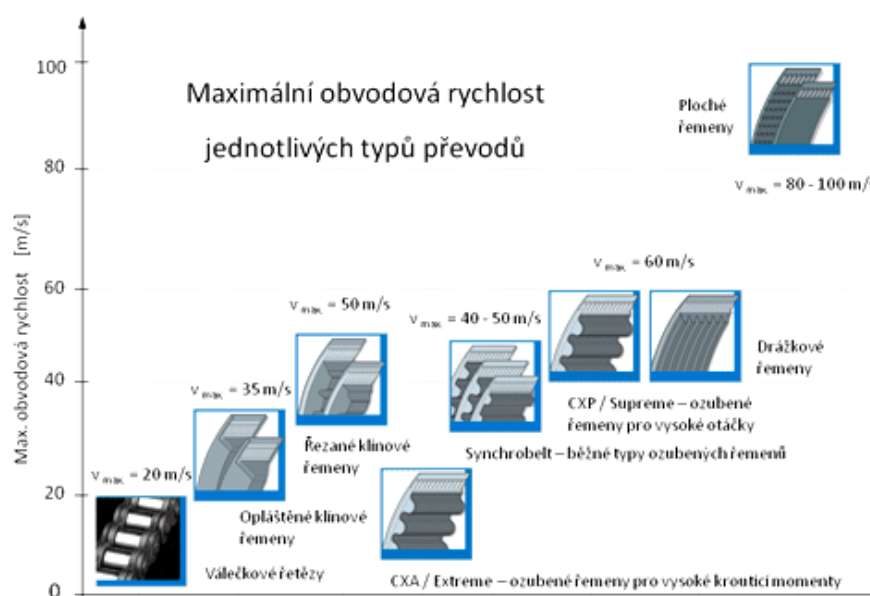 Maximální obvodová rychlost
jednotlivých typů převodů
Max. obvodová rychlost [m/s]
100
80
60
40
20
0
Ploché
řemeny
v max. = 80 - 100 m/s
v max. = 60 m/s
v max. = 50 m/s
v max. = 40 - 50 m/s
Drážkové
řemeny
v max. = 35 m/s
CXP / Supreme – ozubené
řemeny pro vysoké otáčky
Řezané klínové
řemeny
Synchrobelt – běžné typy ozubených řemenů
v max. = 20 m/s
Opláštěné klínové
řemeny
Válečkové řetězy
CXA / Extreme – ozubené řemeny pro vysoké krouticí momenty